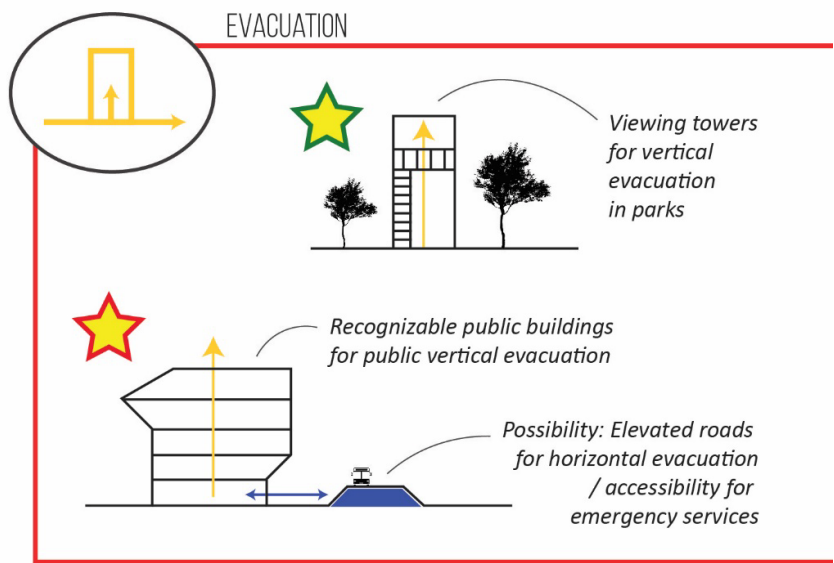 EVACUATION
Viewing towers
for vertical
evacuation
in parks
Recognizable public buildings
for public vertical evacuation
Possibility: Elevated roads
for horizontal evacuation
/ accessibility for
emergency services